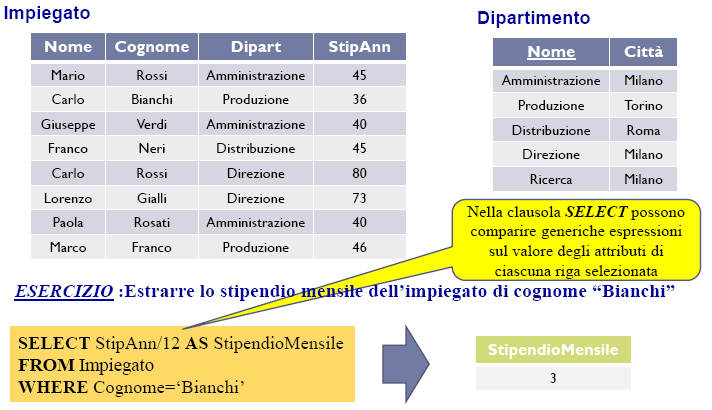 Impiegato
Nome Cognome Dipart StipAnn
Mario Rossi Amministrazione 45
Carlo Bianchi Produzione 36
Giuseppe Verdi Amministrazione 40
Franco Neri Distribuzione 45
Carlo Rossi Direzione 80
Lorenzo Gialli Direzione 73
Paola Rosati Amministrazione 40
Marco Franco Produzione 46
Dipartimento
Nome Città
Amministrazione Milano
Produzione Torino
Distribuzione Roma
Direzione Milano
Ricerca Milano
Nella clausola SELECT possono
comparire generiche espressioni
sul valore degli attributi di
ciascuna riga selezionata
ESERCIZIO :Estrarre lo stipendio mensile dell’impiegato di cognome “Bianchi”
SELECT StipAnn/12 AS StipendioMensile
FROM Impiegato
WHERE Cognome=‘Bianchi’
StipendioMensile
3